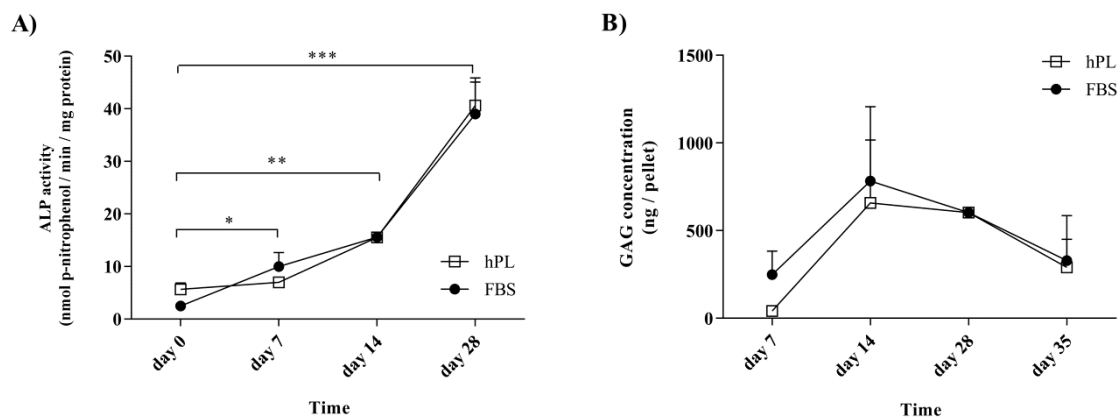 A)
ALP activity
(nmol p-nitrophenol / min / mg protein)
50
40
30
20
10
0
***
**
*
hPL
FBS
day 0
day 7
day 14
day 28
Time
B)
GAG concentration
(ng / pellet)
1500
1000
500
0
hPL
FBS
day 7
day 14
day 28
day 35
Time